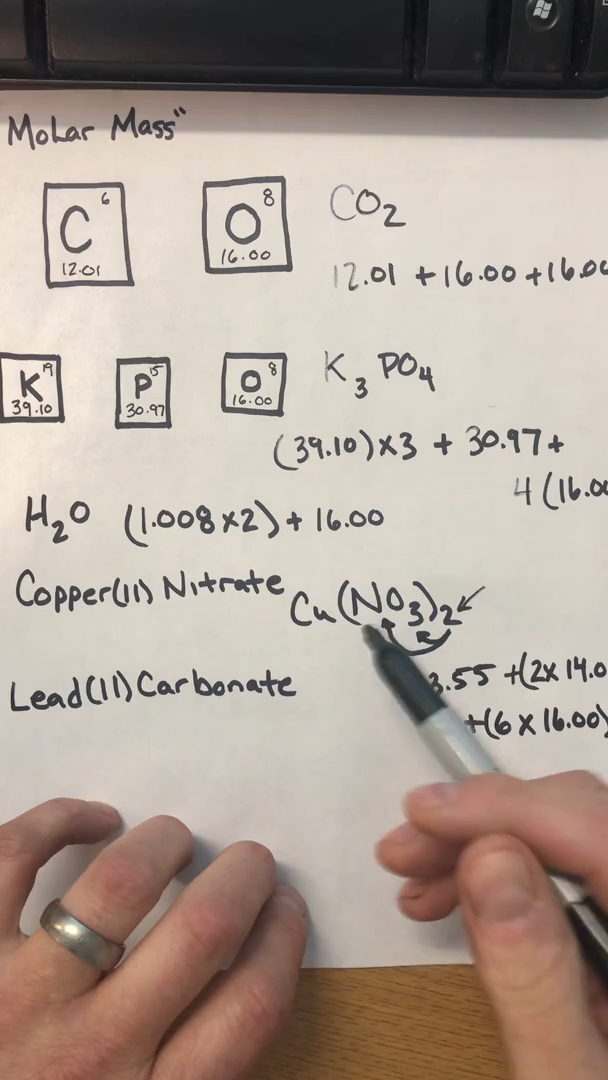 Molar Mass"
6
C
12.01
8
O
16.00
CO2
12.01 + 16.00 + 16.00
19
K
39.10
15
P
30.97
8
O
16.00
K3PO4
(39.10)x3 + 30.97+
4(16.00
H2O (1.008x2) + 16.00
Copper(II) Nitrate Cu(NO3)2
Lead(II) Carbonate
3.55 +(2x 14.0
+(6 x 16.00)